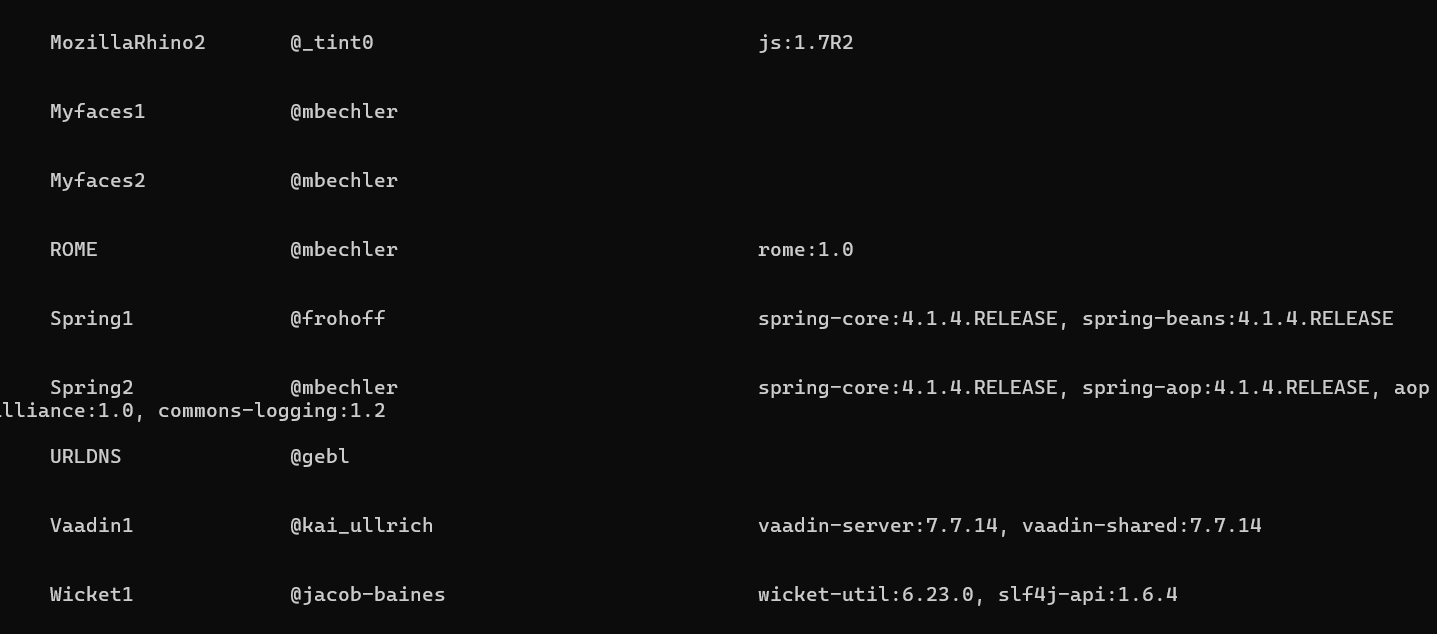 MozillaRhino2 @_tint0 js:1.7R2
Myfaces1 @mbechler
Myfaces2 @mbechler
ROME @mbechler rome:1.0
Spring1 @frohoff spring-core:4.1.4.RELEASE, spring-beans:4.1.4.RELEASE
Spring2 @mbechler spring-core:4.1.4.RELEASE, spring-aop:4.1.4.RELEASE, aop
lliance:1.0, commons-logging:1.2
URLDNS @gebl
Vaadin1 @kai_ullrich vaadin-server:7.7.14, vaadin-shared:7.7.14
Wicket1 @jacob-baines wicket-util:6.23.0, slf4j-api:1.6.4